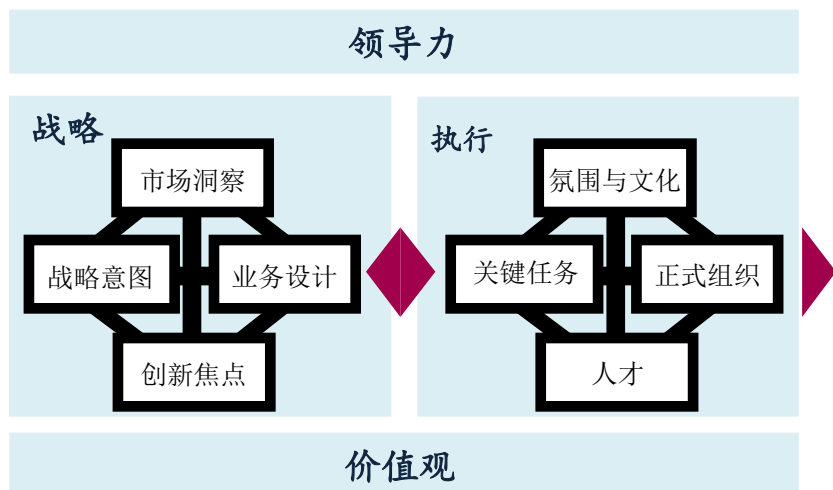 领导力
战略
市场洞察
战略意图
业务设计
创新焦点
执行
氛围与文化
关键任务
正式组织
人才
价值观